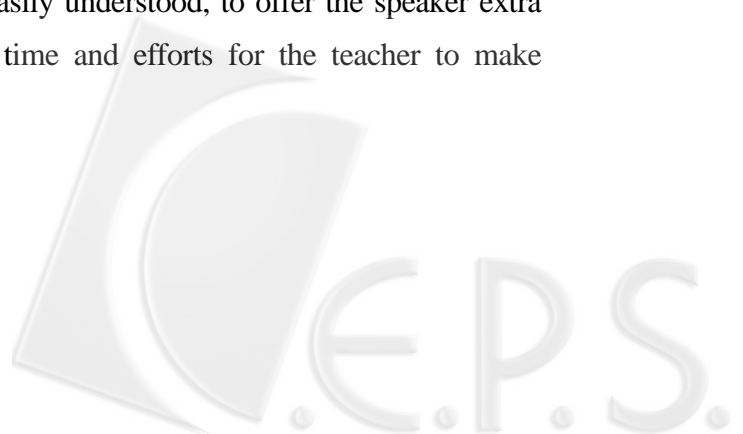 asily understood, to offer the speaker extra
time and efforts for the teacher to make
C.E.P.S.